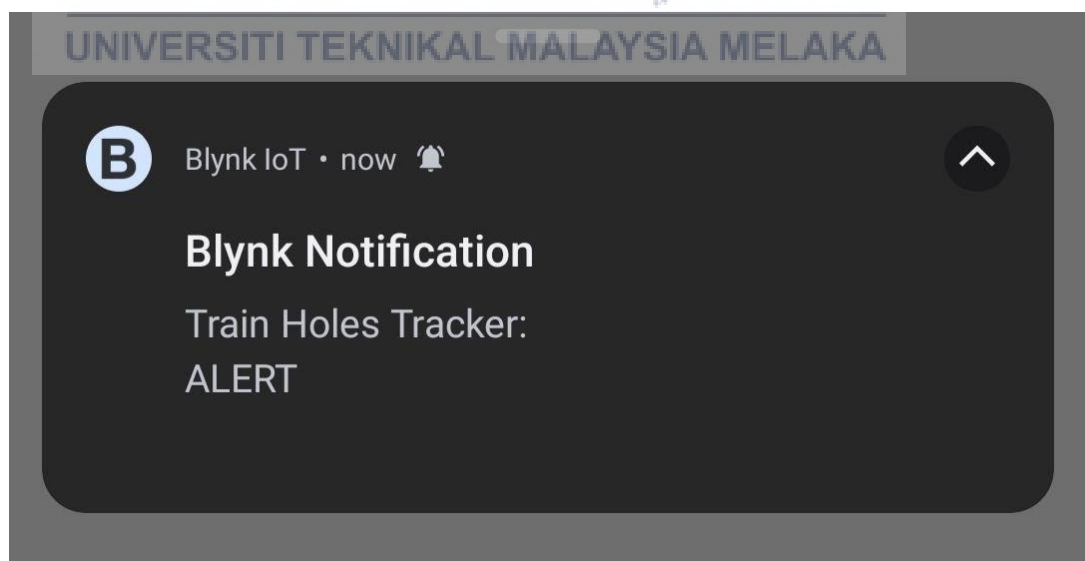 UNIVERSITI TEKNIKAL MALAYSIA MELAKA
B
Blynk IoT • now
Blynk Notification
Train Holes Tracker:
ALERT